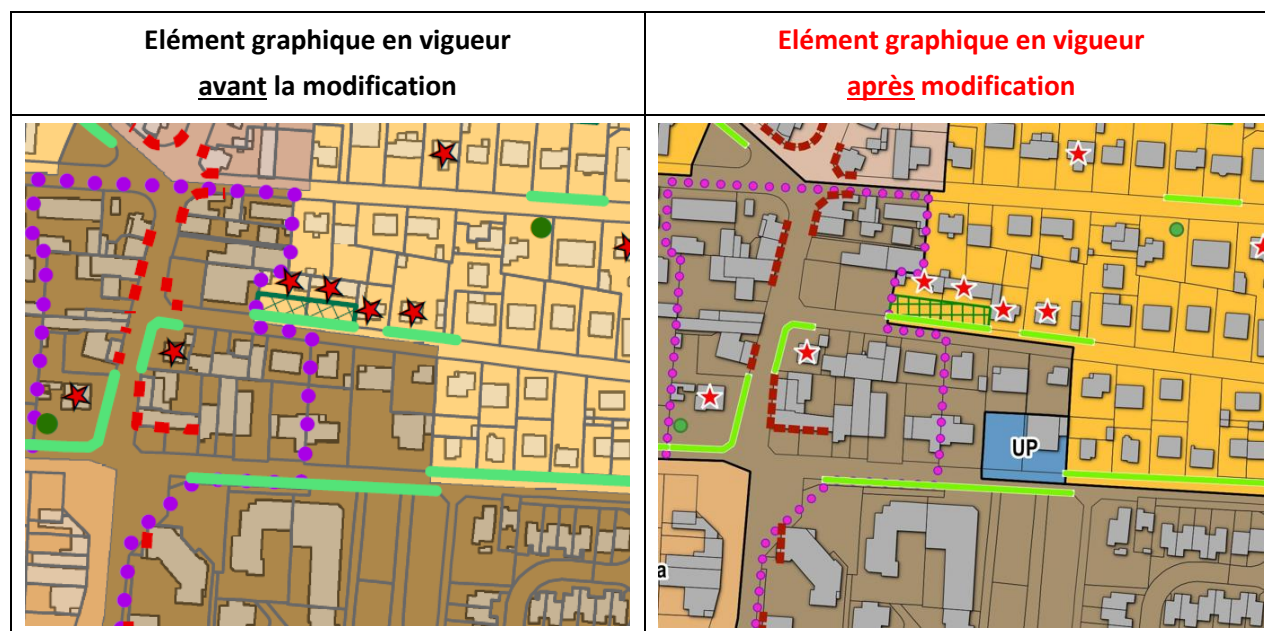 Elément graphique en vigueur
avant la modification
Elément graphique en vigueur
après modification
UP
a